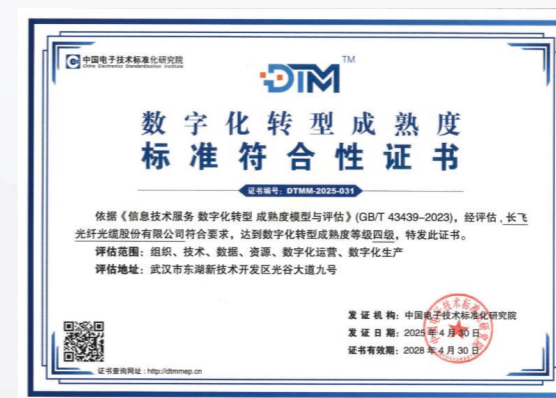 中国电子技术标准化研究院
China Electronics Standardization Institute
DTMM™
数字化转型成熟度
标准符合性证书
证书编号：DTMM-2025-031
依据《信息技术服务 数字化转型 成熟度模型与评估》(GB/T 43439-2023)，经评估，长飞
光纤光缆股份有限公司符合要求，达到数字化转型成熟度等级四级，特发此证书。
评估范围：组织、技术、数据、资源、数字化运营、数字化生产
评估地址：武汉市东湖新技术开发区光谷大道九号
发证机构：中国电子技术标准化研究院
发证日期：2025年4月30日
证书有效期：2028年4月30日
证书查询网址：http://dtmmep.cn